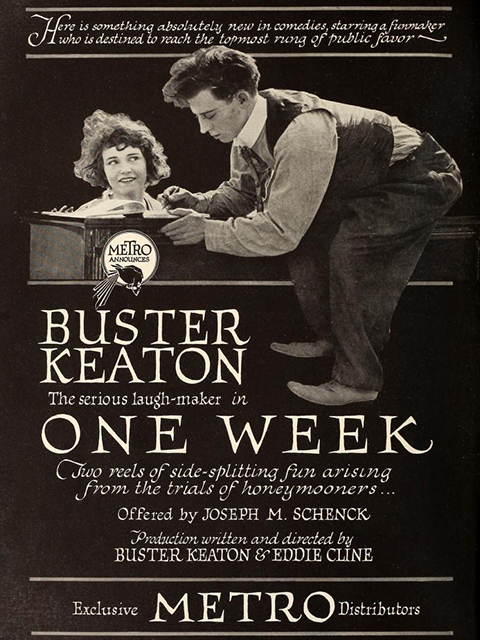 Here is something absolutely new in comedies, starring a funmaker
who is destined to reach the topmost rung of public favor
METRO
ANNOUNCES
BUSTER
KEATON
The serious laugh-maker in
ONE WEEK
Two reels of side-splitting fun arising
from the trials of honeymooners...
Offered by JOSEPH M. SCHENCK
Production written and directed by
BUSTER KEATON & EDDIE CLINE
Exclusive METRO Distributors